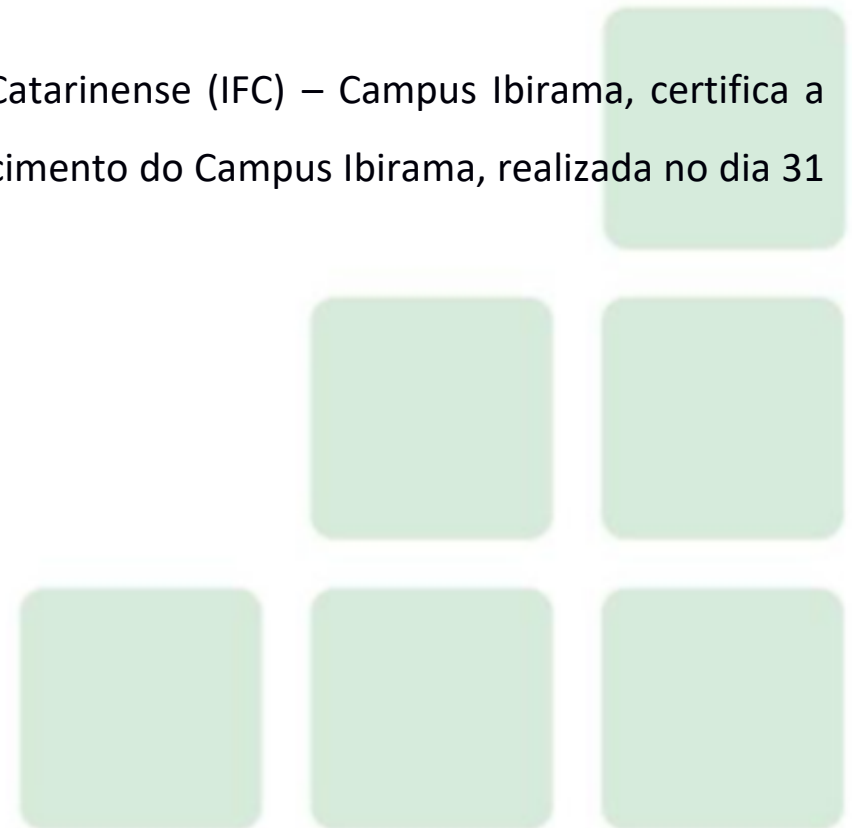 Catarinense (IFC) – Campus Ibirama, certifica a
cimento do Campus Ibirama, realizada no dia 31